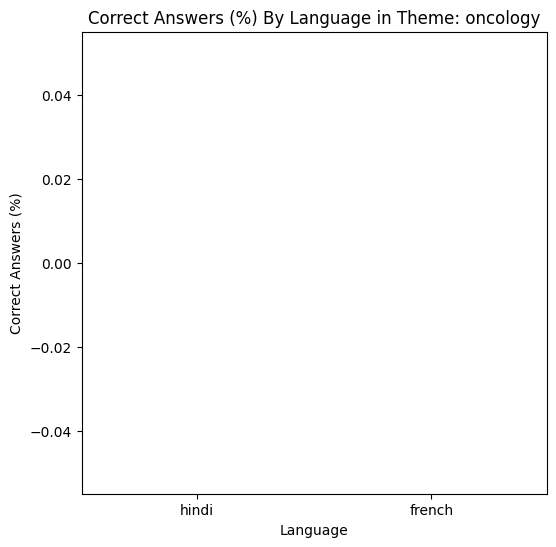 Correct Answers (%) By Language in Theme: oncology
Correct Answers (%)
0.04
0.02
0.00
−0.02
−0.04
hindi french
Language